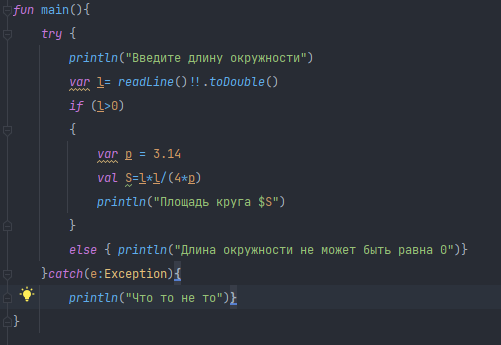 fun main(){
try {
println("Введите длину окружности")
var l= readLine()!!.toDouble()
if (l>0)
{
var p = 3.14
val S=l*l/(4*p)
println("Площадь круга $S")
}
else { println("Длина окружности не может быть равна 0")}
}catch(e:Exception){
println("Что то не то")}
}